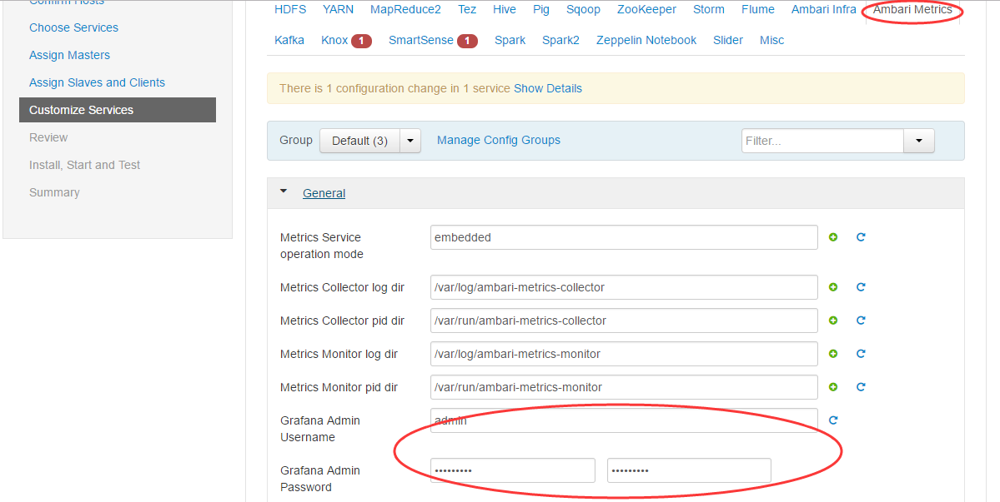 Confirm Hosts
Choose Services
Assign Masters
Assign Slaves and Clients
Customize Services
Review
Install, Start and Test
Summary
HDFS YARN MapReduce2 Tez Hive Pig Sqoop ZooKeeper Storm Flume Ambari Infra Ambari Metrics
Kafka Knox 1 SmartSense 1 Spark Spark2 Zeppelin Notebook Slider Misc
There is 1 configuration change in 1 service Show Details
Group Default (3) Manage Config Groups Filter...
General
Metrics Service
operation mode
embedded
Metrics Collector log dir /var/log/ambari-metrics-collector
Metrics Collector pid dir /var/run/ambari-metrics-collector
Metrics Monitor log dir /var/log/ambari-metrics-monitor
Metrics Monitor pid dir /var/run/ambari-metrics-monitor
Grafana Admin
Username
admin
Grafana Admin
Password
••••••••• •••••••••